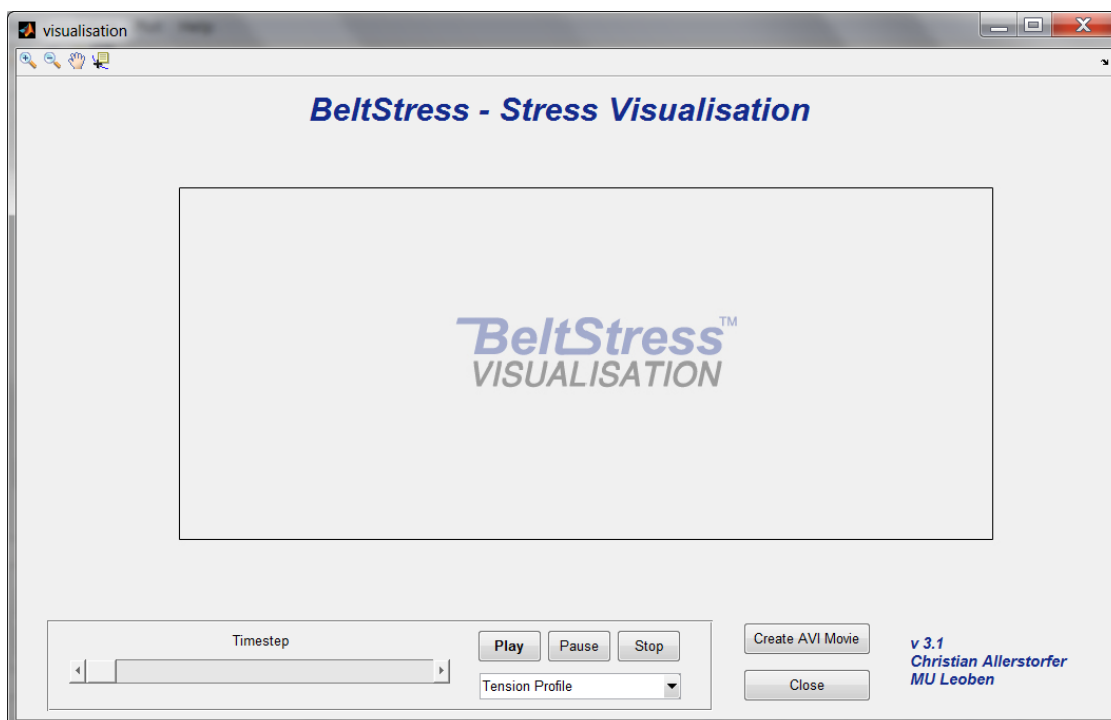 visualisation
Help
BeltStress - Stress Visualisation
BeltStress™
VISUALISATION
Timestep
Play Pause Stop
Tension Profile
Create AVI Movie
Close
v 3.1
Christian Allerstorfer
MU Leoben